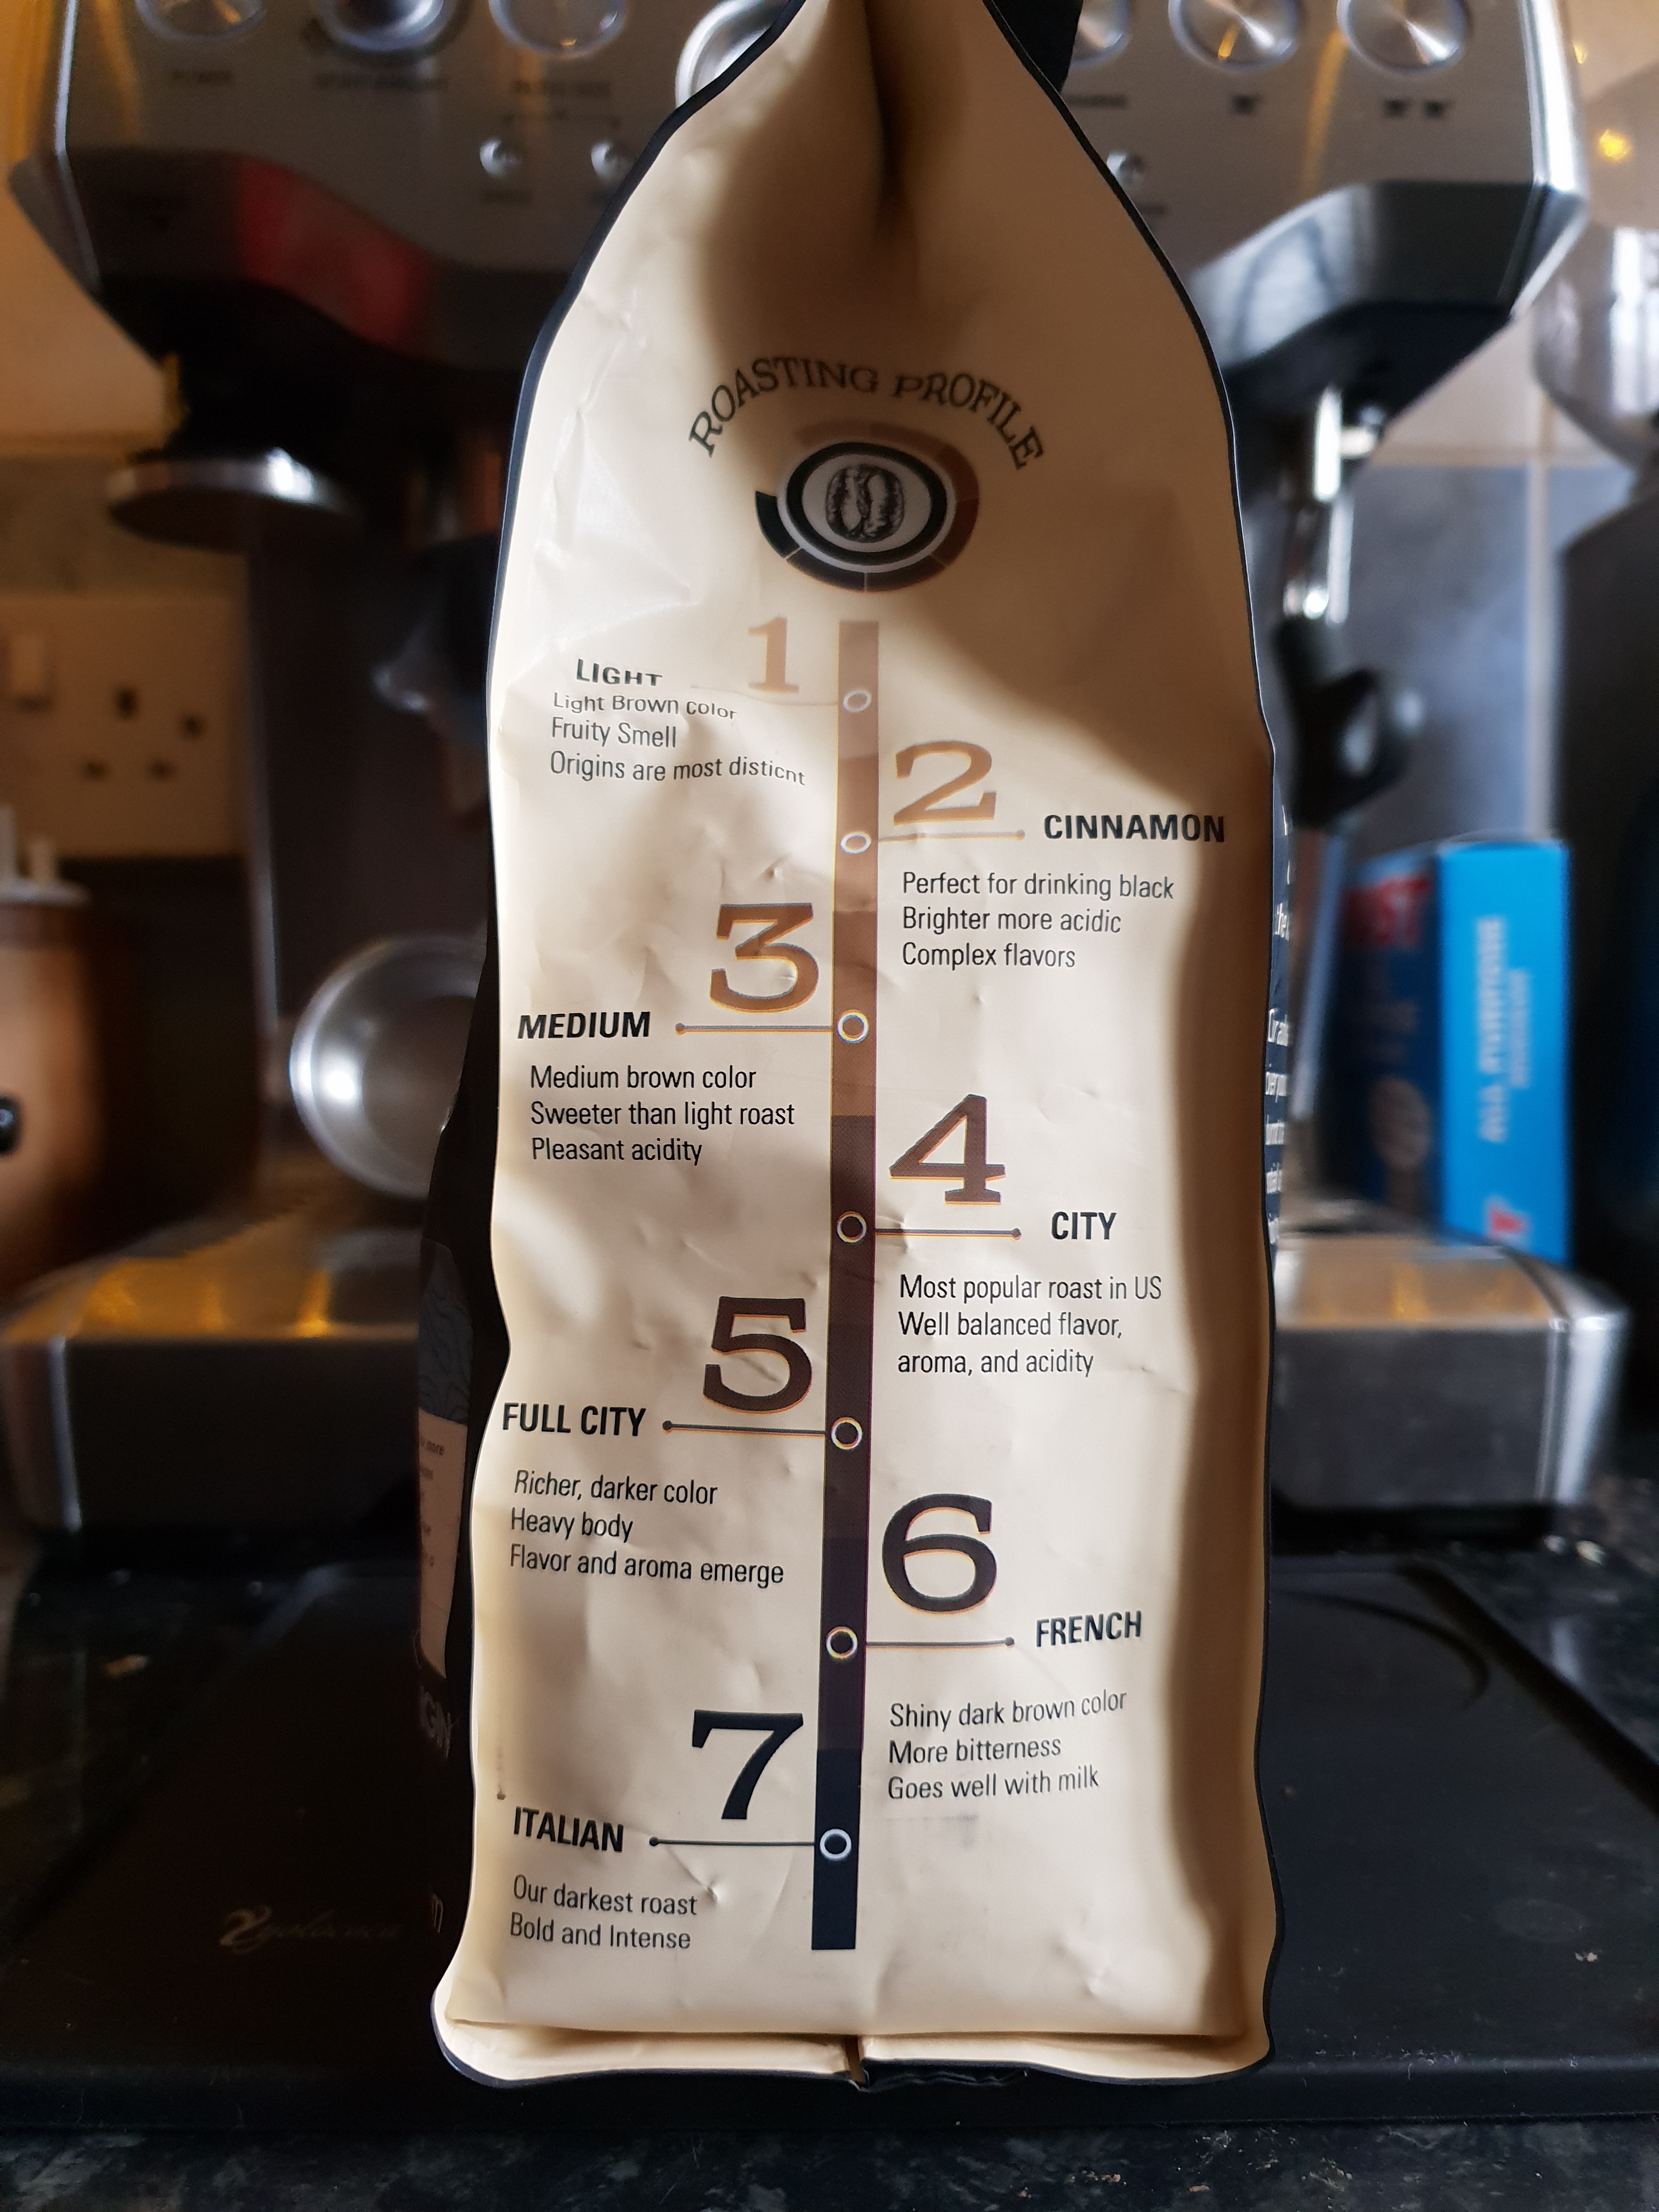 ROASTING PROFILE
1
LIGHT
Light Brown color
Fruity Smell
Origins are most disticnt
2
CINNAMON
Perfect for drinking black
Brighter more acidic
Complex flavors
3
MEDIUM
Medium brown color
Sweeter than light roast
Pleasant acidity
4
CITY
Most popular roast in US
Well balanced flavor,
aroma, and acidity
5
FULL CITY
Richer, darker color
Heavy body
Flavor and aroma emerge
6
FRENCH
Shiny dark brown color
More bitterness
Goes well with milk
7
ITALIAN
Our darkest roast
Bold and Intense